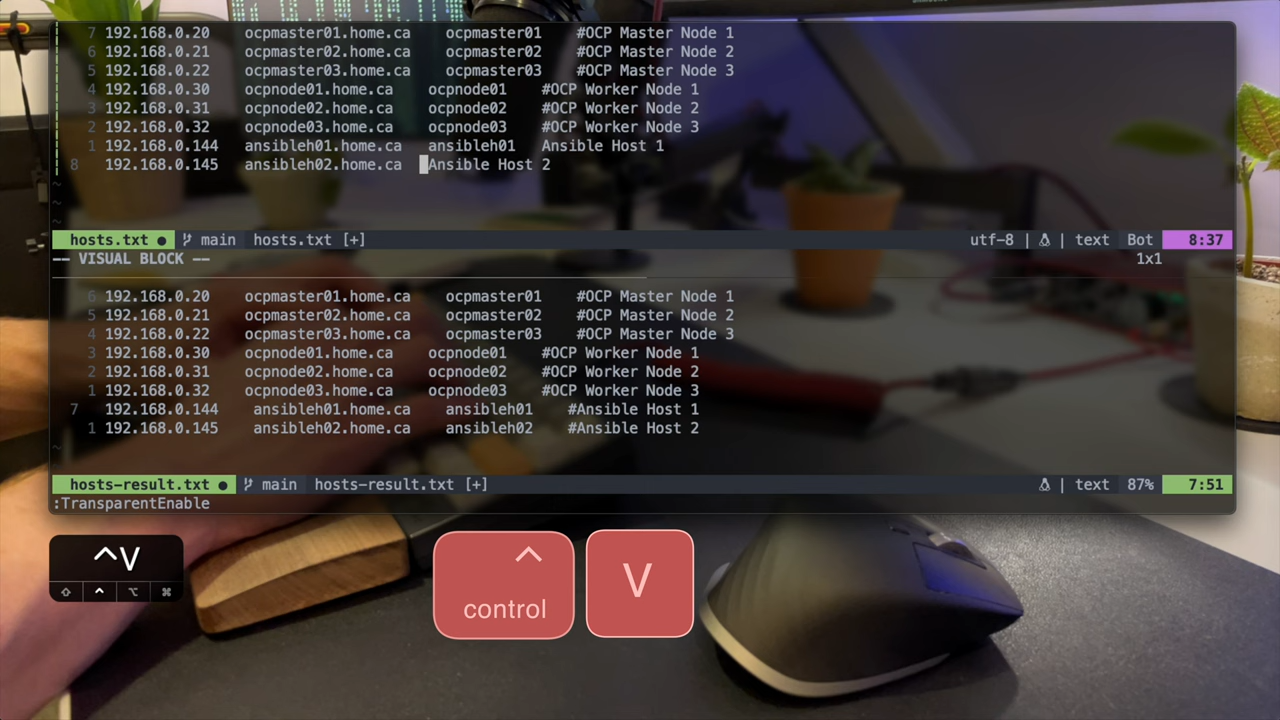 7 192.168.0.20    ocpmaster01.home.ca    ocpmaster01    #OCP Master Node 1
6 192.168.0.21    ocpmaster02.home.ca    ocpmaster02    #OCP Master Node 2
5 192.168.0.22    ocpmaster03.home.ca    ocpmaster03    #OCP Master Node 3
4 192.168.0.30    ocpnode01.home.ca    ocpnode01    #OCP Worker Node 1
3 192.168.0.31    ocpnode02.home.ca    ocpnode02    #OCP Worker Node 2
2 192.168.0.32    ocpnode03.home.ca    ocpnode03    #OCP Worker Node 3
1 192.168.0.144   ansibleh01.home.ca   ansibleh01   Ansible Host 1
8   192.168.0.145   ansibleh02.home.ca   Ansible Host 2
~
~
~
hosts.txt ● main hosts.txt [+] utf-8 | | text Bot 8:37
-- VISUAL BLOCK -- 1x1
6 192.168.0.20    ocpmaster01.home.ca    ocpmaster01    #OCP Master Node 1
5 192.168.0.21    ocpmaster02.home.ca    ocpmaster02    #OCP Master Node 2
4 192.168.0.22    ocpmaster03.home.ca    ocpmaster03    #OCP Master Node 3
3 192.168.0.30    ocpnode01.home.ca    ocpnode01    #OCP Worker Node 1
2 192.168.0.31    ocpnode02.home.ca    ocpnode02    #OCP Worker Node 2
1 192.168.0.32    ocpnode03.home.ca    ocpnode03    #OCP Worker Node 3
7   192.168.0.144    ansibleh01.home.ca    ansibleh01    #Ansible Host 1
1 192.168.0.145    ansibleh02.home.ca    ansibleh02    #Ansible Host 2
~
hosts-result.txt ● main hosts-result.txt [+] | text 87% 7:51
:TransparentEnable
^V
⇧ ^ ⌥ ⌘
^
control
V